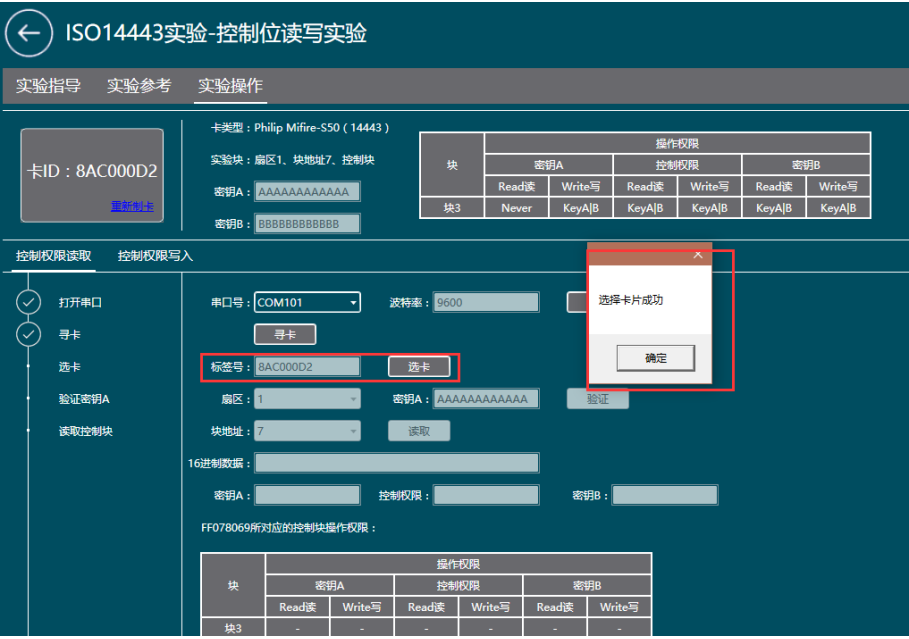 ISO14443实验-控制位读写实验
实验指导 实验参考 实验操作
卡ID：8AC000D2
重新制卡
卡类型：Philip Mifire-S50（14443）
实验块：扇区1、块地址7、控制块
密钥A：AAAAAAAAAAAA
密钥B：BBBBBBBBBBBB
操作权限
块 密钥A 控制权限 密钥B
Read读 Write写 Read读 Write写 Read读 Write写
块3 Never KeyA|B KeyA|B KeyA|B KeyA|B KeyA|B
控制权限读取 控制权限写入
打开串口 串口号：COM101 波特率：9600
选择卡片成功
确定
寻卡 寻卡
选卡 标签号：8AC000D2 选卡
验证密钥A 扇区：1 密钥A：AAAAAAAAAAAA 验证
读取控制块 块地址：7 读取
16进制数据：
密钥A： 控制权限： 密钥B：
FF078069所对应的控制块操作权限：
操作权限
块 密钥A 控制权限 密钥B
Read读 Write写 Read读 Write写 Read读 Write写
块3 - - - - - -